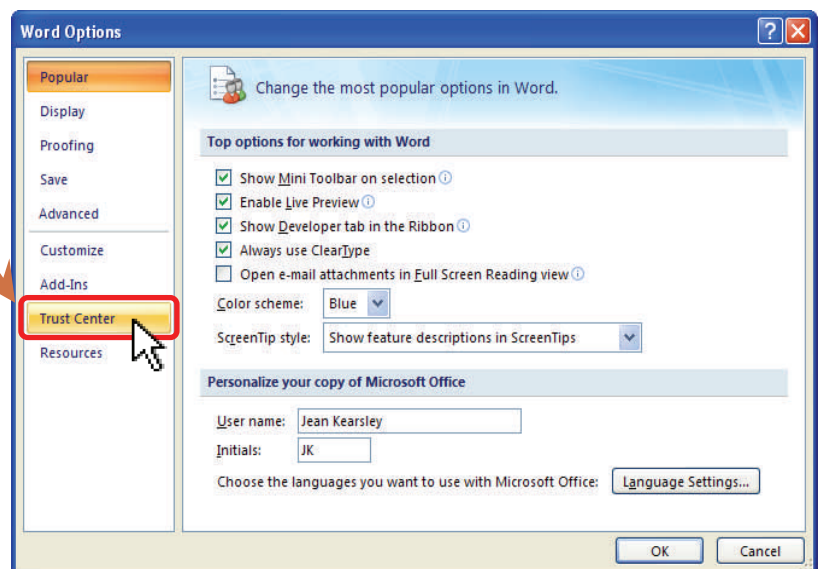 Word Options
Popular
Display
Proofing
Save
Advanced
Customize
Add-Ins
Trust Center
Resources
Change the most popular options in Word.
Top options for working with Word
Show Mini Toolbar on selection
Enable Live Preview
Show Developer tab in the Ribbon
Always use ClearType
Open e-mail attachments in Full Screen Reading view
Color scheme: Blue
ScreenTip style: Show feature descriptions in ScreenTips
Personalize your copy of Microsoft Office
User name: Jean Kearsley
Initials: JK
Choose the languages you want to use with Microsoft Office: Language Settings...
OK Cancel